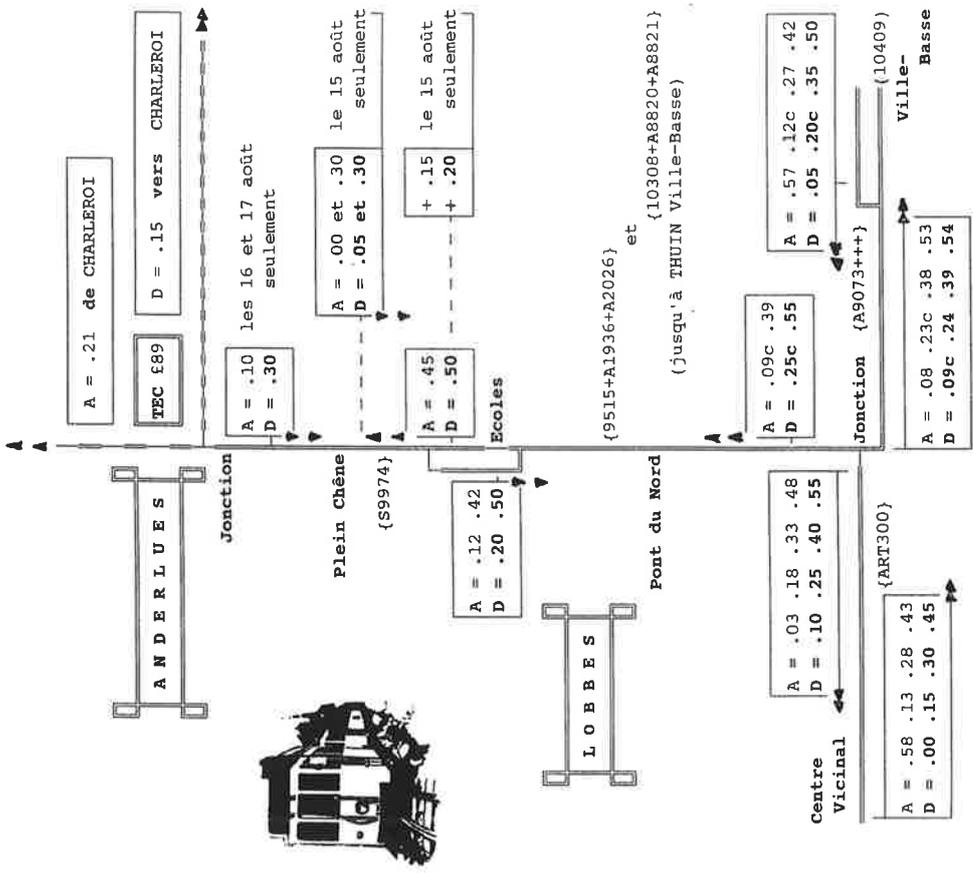 A = .21 de CHARLEROI
TEC £89
D = .15 vers CHARLEROI
ANDERLUES
Jonction
A = .10
D = .30
les 16 et 17 août
seulement
Plein Chêne
{S9974}
A = .00 et .30
D = .05 et .30
le 15 août
seulement
A = .45
D = .50
+ .15
+ .20
le 15 août
seulement
Ecoles
A = .12 .42
D = .20 .50
LOBBES
{9515+A1936+A2026}
et
{10308+A8820+A8821}
(jusqu'à THUIN Ville-Basse)
Pont du Nord
A = .09c .39
D = .25c .55
A = .57 .12c .27 .42
D = .05 .20c .35 .50
A = .03 .18 .33 .48
D = .10 .25 .40 .55
Centre
Vicinal
Jonction {A9073+++}
{10409)
Ville-
Basse
{ART300}
A = .58 .13 .28 .43
D = .00 .15 .30 .45
A = .08 .23c .38 .53
D = .09c .24 .39 .54